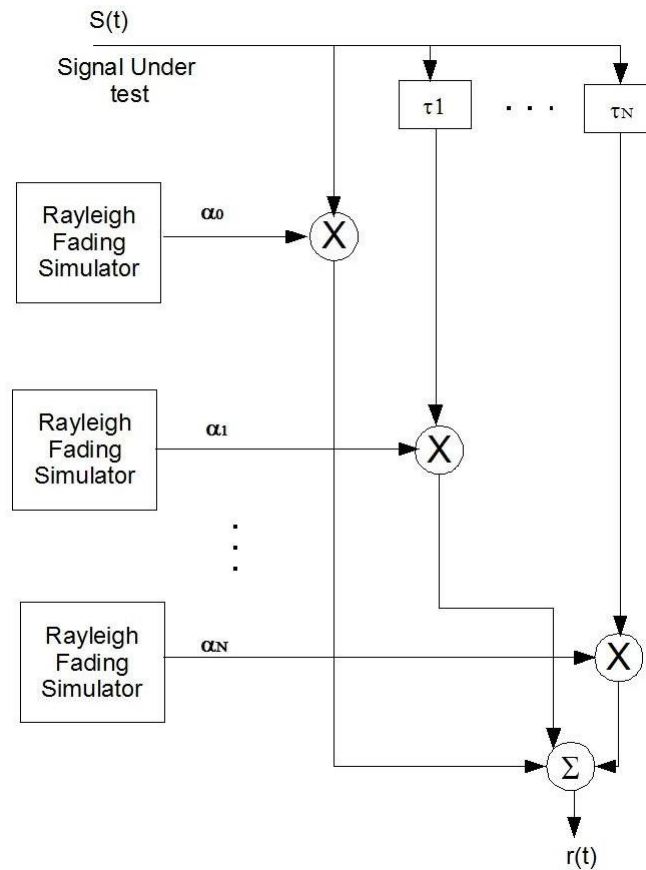 S(t)
Signal Under
test
τ1
. . .
τN
Rayleigh
Fading
Simulator
α0
X
Rayleigh
Fading
Simulator
α1
X
Rayleigh
Fading
Simulator
αN
X
Σ
r(t)